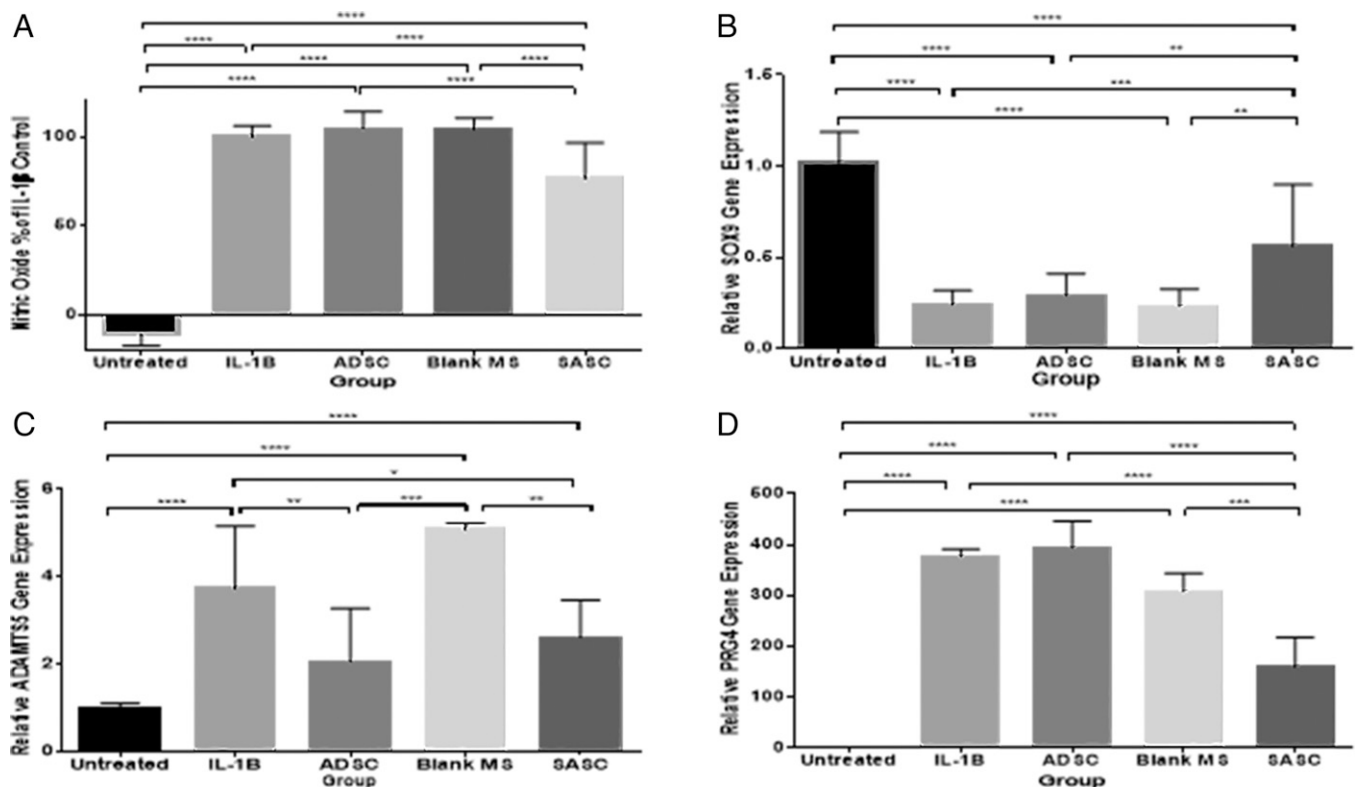 A
****
****
****
****
****
****
****
Nitric Oxide % of IL-1β Control
100
50
0
Untreated IL-1B ADSC Blank MS SASC
Group
B
****
****
**
****
***
****
**
Relative SOX9 Gene Expression
1.5
1.0
0.5
0.0
Untreated IL-1B ADSC Blank MS SASC
Group
C
****
****
*
****
**
***
**
Relative ADAMTS5 Gene Expression
6
4
2
0
Untreated IL-1B ADSC Blank MS SASC
Group
D
****
****
****
****
****
****
***
Relative PRG4 Gene Expression
500
400
300
200
100
0
Untreated IL-1B ADSC Blank MS SASC
Group